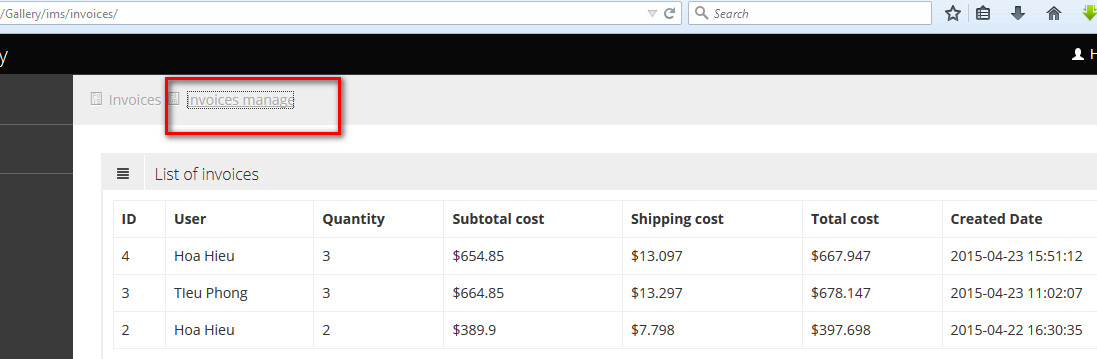 /Gallery/ims/invoices/ Search
y H
Invoices Invoices manage
List of invoices
ID User Quantity Subtotal cost Shipping cost Total cost Created Date
4 Hoa Hieu 3 $654.85 $13.097 $667.947 2015-04-23 15:51:12
3 TIeu Phong 3 $664.85 $13.297 $678.147 2015-04-23 11:02:07
2 Hoa Hieu 2 $389.9 $7.798 $397.698 2015-04-22 16:30:35